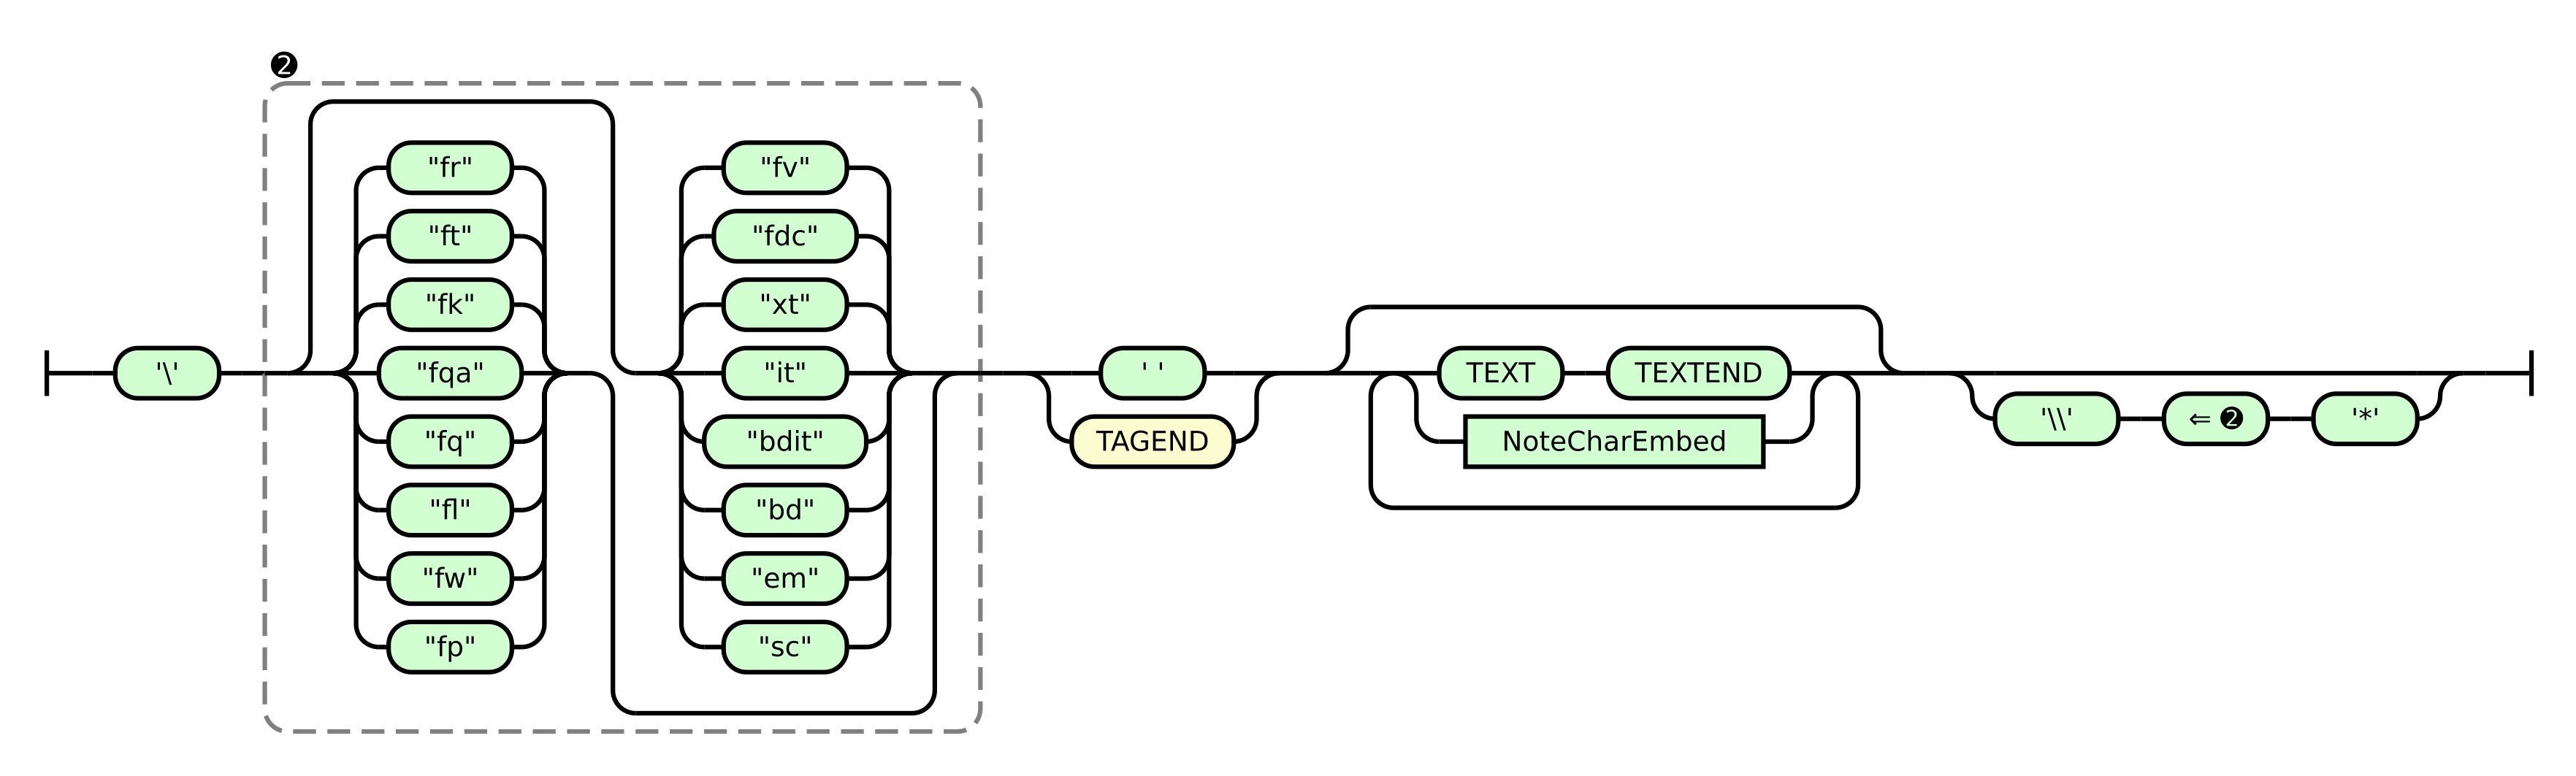 ❷
"fr" "fv"
"ft" "fdc"
"fk" "xt"
'\' "fqa" "it" ' ' TEXT TEXTEND
'\\' ⇐ ❷ '*'
"fq" "bdit" TAGEND NoteCharEmbed
"fl" "bd"
"fw" "em"
"fp" "sc"